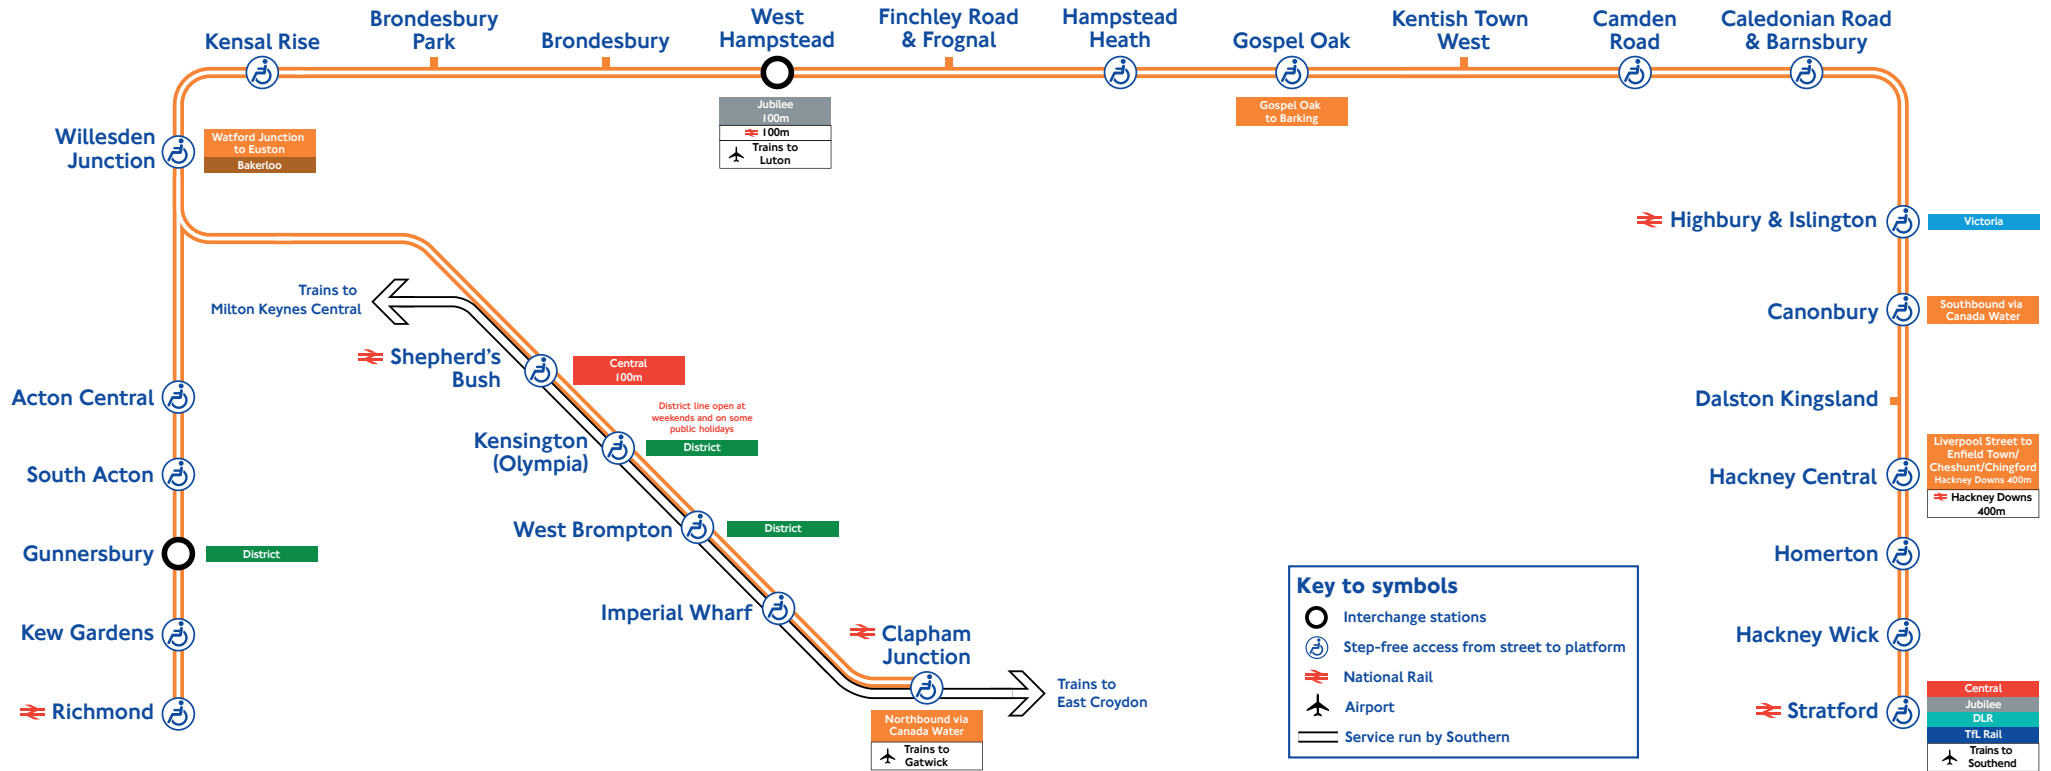 Kensal Rise
Brondesbury
Park
Brondesbury
West
Hampstead
Jubilee
100m
100m
Trains to
Luton
Finchley Road
& Frognal
Hampstead
Heath
Gospel Oak
Gospel Oak
to Barking
Kentish Town
West
Camden
Road
Caledonian Road
& Barnsbury
Willesden
Junction
Watford Junction
to Euston
Bakerloo
Highbury & Islington
Victoria
Canonbury
Southbound via
Canada Water
Dalston Kingsland
Hackney Central
Liverpool Street to
Enfield Town/
Cheshunt/Chingford
Hackney Downs 400m
Hackney Downs
400m
Homerton
Hackney Wick
Stratford
Central
Jubilee
DLR
TfL Rail
Trains to
Southend
Trains to
Milton Keynes Central
Shepherd's
Bush
Central
100m
District line open at
weekends and on some
public holidays
Kensington
(Olympia)
District
West Brompton
District
Imperial Wharf
Clapham
Junction
Northbound via
Canada Water
Trains to
Gatwick
Trains to
East Croydon
Acton Central
South Acton
Gunnersbury
District
Kew Gardens
Richmond
Key to symbols
Interchange stations
Step-free access from street to platform
National Rail
Airport
Service run by Southern